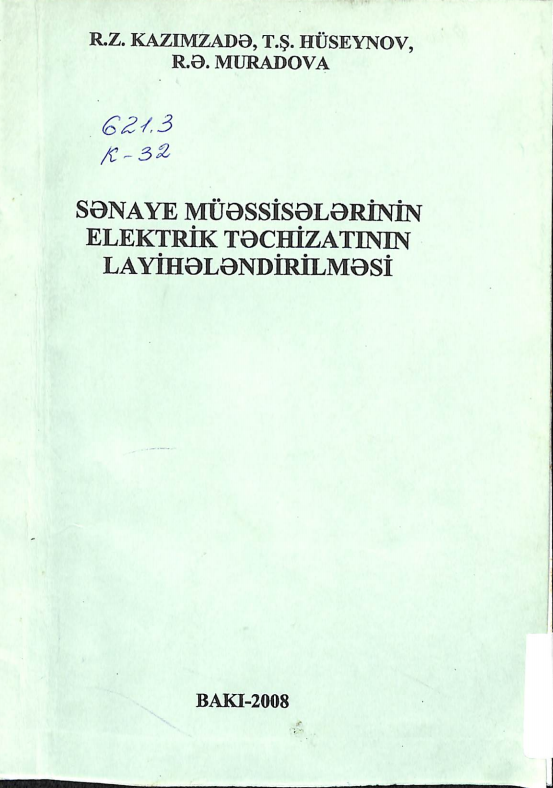 R.Z. KAZIMZADƏ, T.Ş. HÜSEYNOV,
R.Ə. MURADOVA
621.3
K-32
SƏNAYE MÜƏSSİSƏLƏRİNİN
ELEKTRİK TƏCHİZATININ
LAYİHƏLƏNDİRİLMƏSİ
BAKI-2008